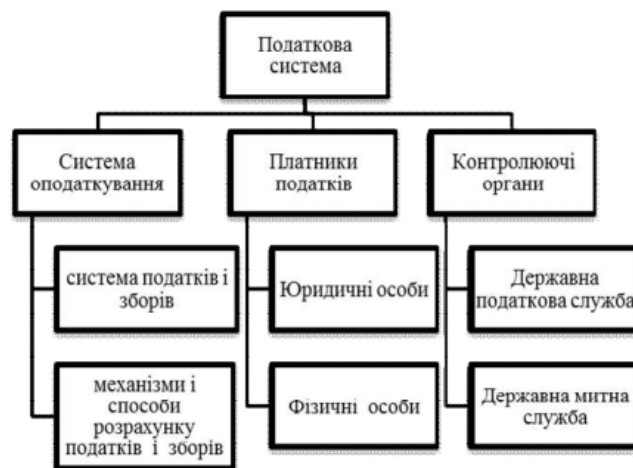 Податкова
система
Система
оподаткування
Платники
податків
Контролюючі
органи
система податків і
зборів
Юридичні особи
Державна
податкова служба
механізми і
способи
розрахунку
податків і зборів
Фізичні особи
Державна митна
служба